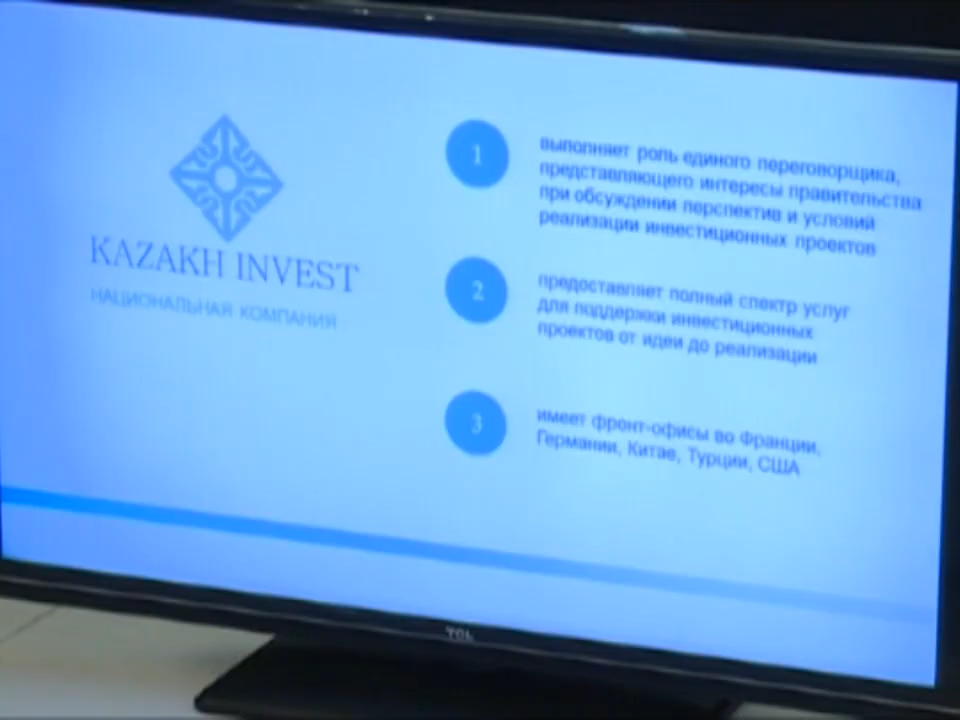 KAZAKH INVEST
НАЦИОНАЛЬНАЯ КОМПАНИЯ
1
выполняет роль единого переговорщика,
представляющего интересы правительства
при обсуждении перспектив и условий
реализации инвестиционных проектов
2
предоставляет полный спектр услуг
для поддержки инвестиционных
проектов от идеи до реализации
3
имеет фронт-офисы во Франции,
Германии, Китае, Турции, США
TCL